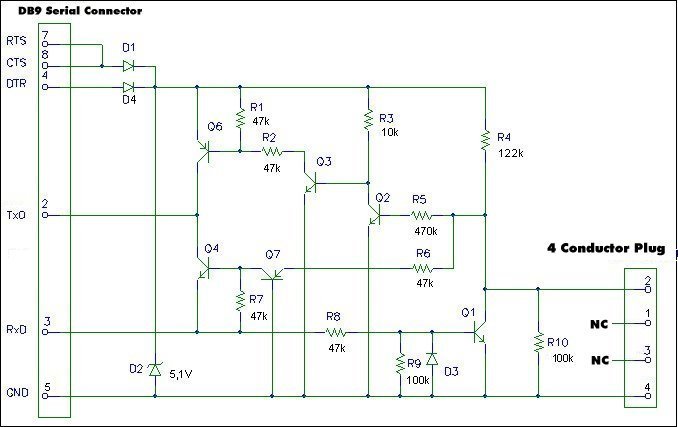 DB9 Serial Connector
RTS 7
CTS 8 D1
DTR 4
D4
R1
47k
R3
10k
Q6
R2
47k
Q3
R4
122k
Q2
R5
470k
TxD 2
Q4
Q7
R6
47k
4 Conductor Plug
2
R7
47k
R8
47k
Q1
NC 1
RxD 3
R10
100k
NC 3
D2
5,1V
R9
100k
D3
GND 5
4